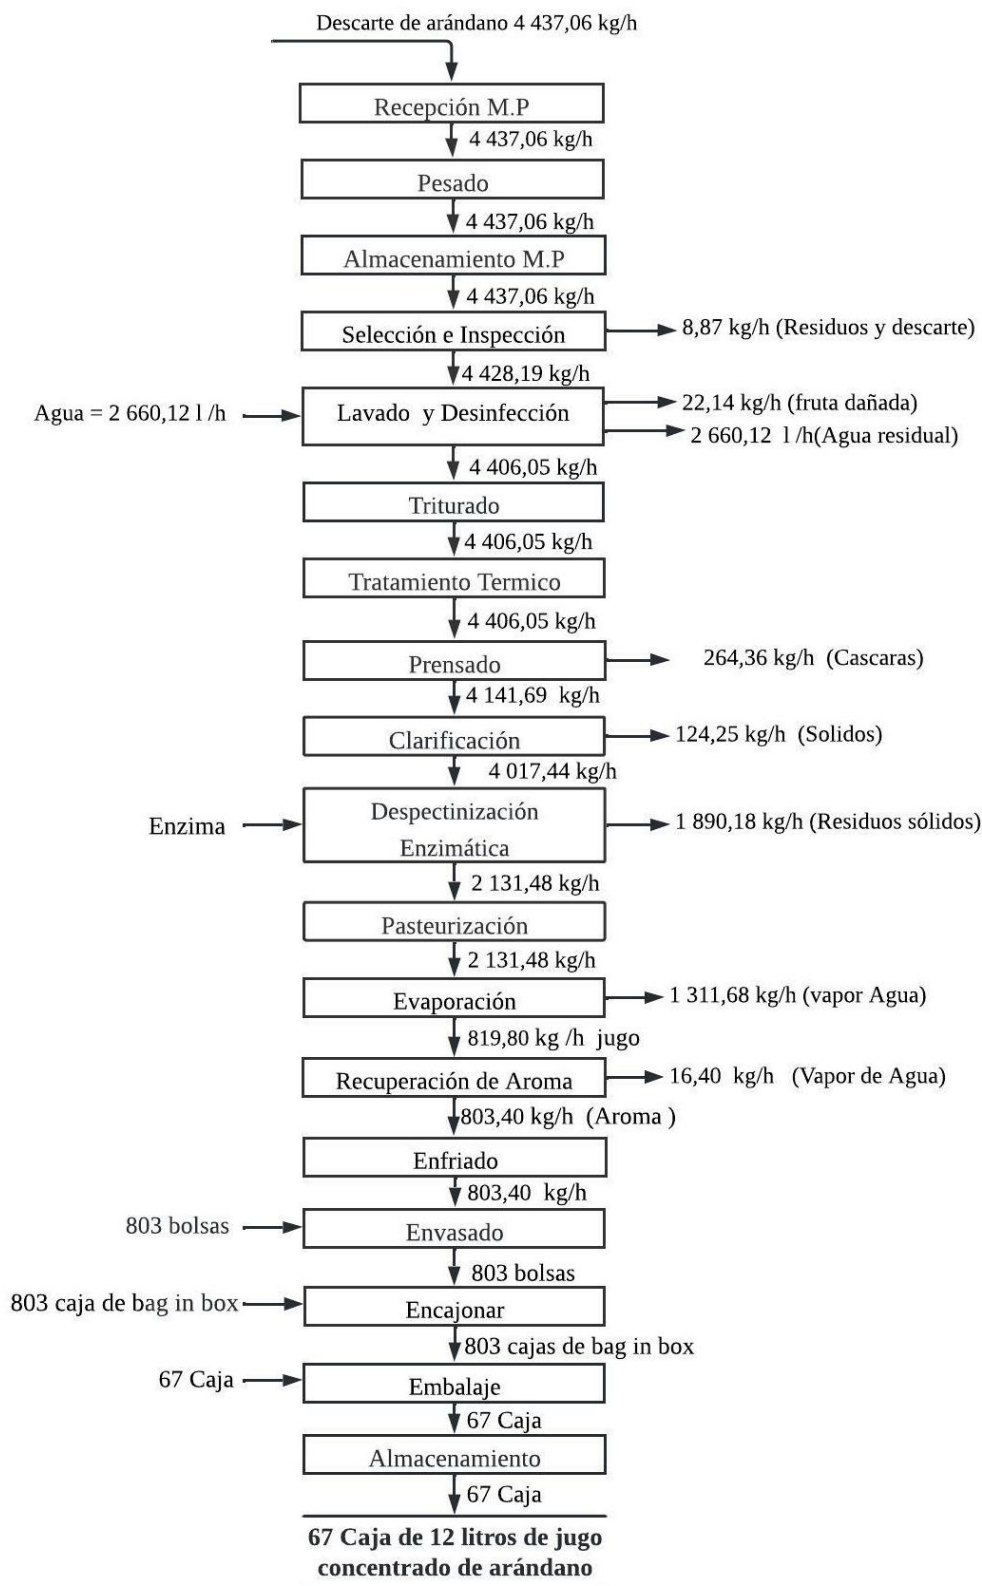 Descarte de arándano 4 437,06 kg/h
Recepción M.P
4 437,06 kg/h
Pesado
4 437,06 kg/h
Almacenamiento M.P
4 437,06 kg/h
Selección e Inspección
8,87 kg/h (Residuos y descarte)
4 428,19 kg/h
Agua = 2 660,12 l /h
Lavado y Desinfección
22,14 kg/h (fruta dañada)
2 660,12 l /h(Agua residual)
4 406,05 kg/h
Triturado
4 406,05 kg/h
Tratamiento Termico
4 406,05 kg/h
Prensado
264,36 kg/h (Cascaras)
4 141,69 kg/h
Clarificación
124,25 kg/h (Solidos)
4 017,44 kg/h
Enzima
Despectinización
Enzimática
1 890,18 kg/h (Residuos sólidos)
2 131,48 kg/h
Pasteurización
2 131,48 kg/h
Evaporación
1 311,68 kg/h (vapor Agua)
819,80 kg /h jugo
Recuperación de Aroma
16,40 kg/h (Vapor de Agua)
803,40 kg/h (Aroma )
Enfriado
803,40 kg/h
803 bolsas
Envasado
803 bolsas
803 caja de bag in box
Encajonar
803 cajas de bag in box
67 Caja
Embalaje
67 Caja
Almacenamiento
67 Caja
67 Caja de 12 litros de jugo
concentrado de arándano